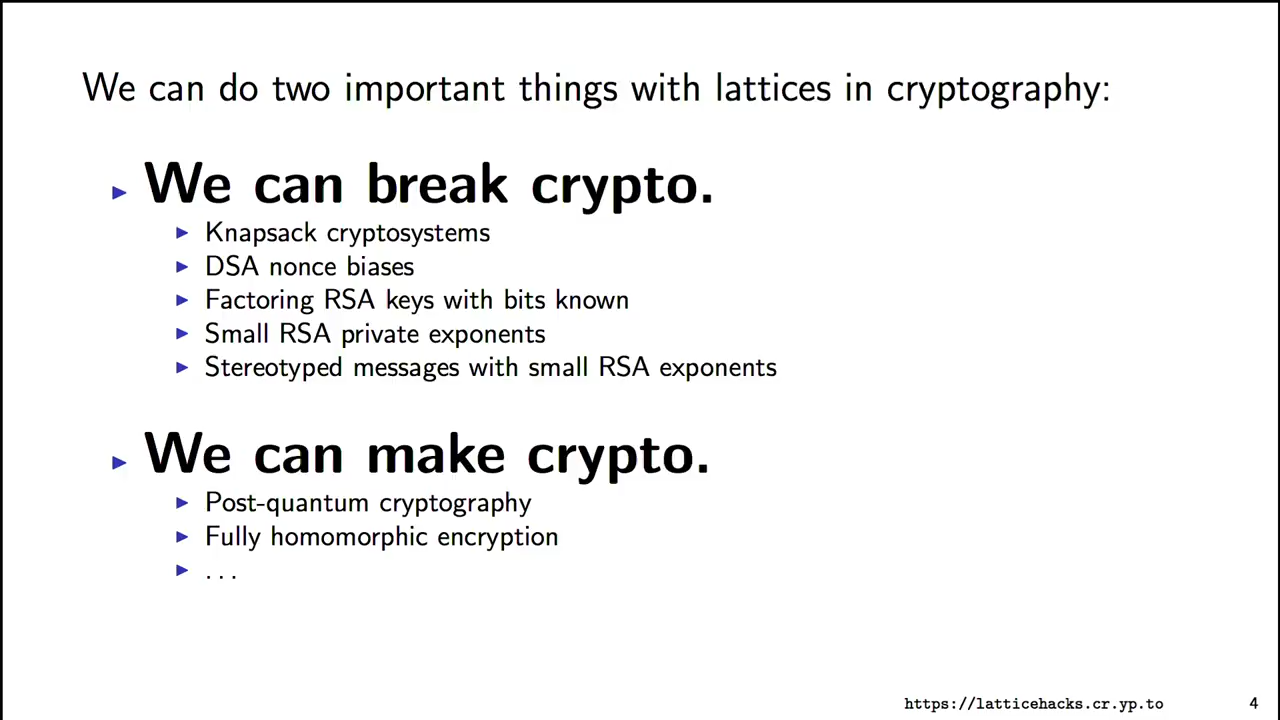 We can do two important things with lattices in cryptography:
▶ We can break crypto.
▶ Knapsack cryptosystems
▶ DSA nonce biases
▶ Factoring RSA keys with bits known
▶ Small RSA private exponents
▶ Stereotyped messages with small RSA exponents
▶ We can make crypto.
▶ Post-quantum cryptography
▶ Fully homomorphic encryption
▶ . . .
https://latticehacks.cr.yp.to 4